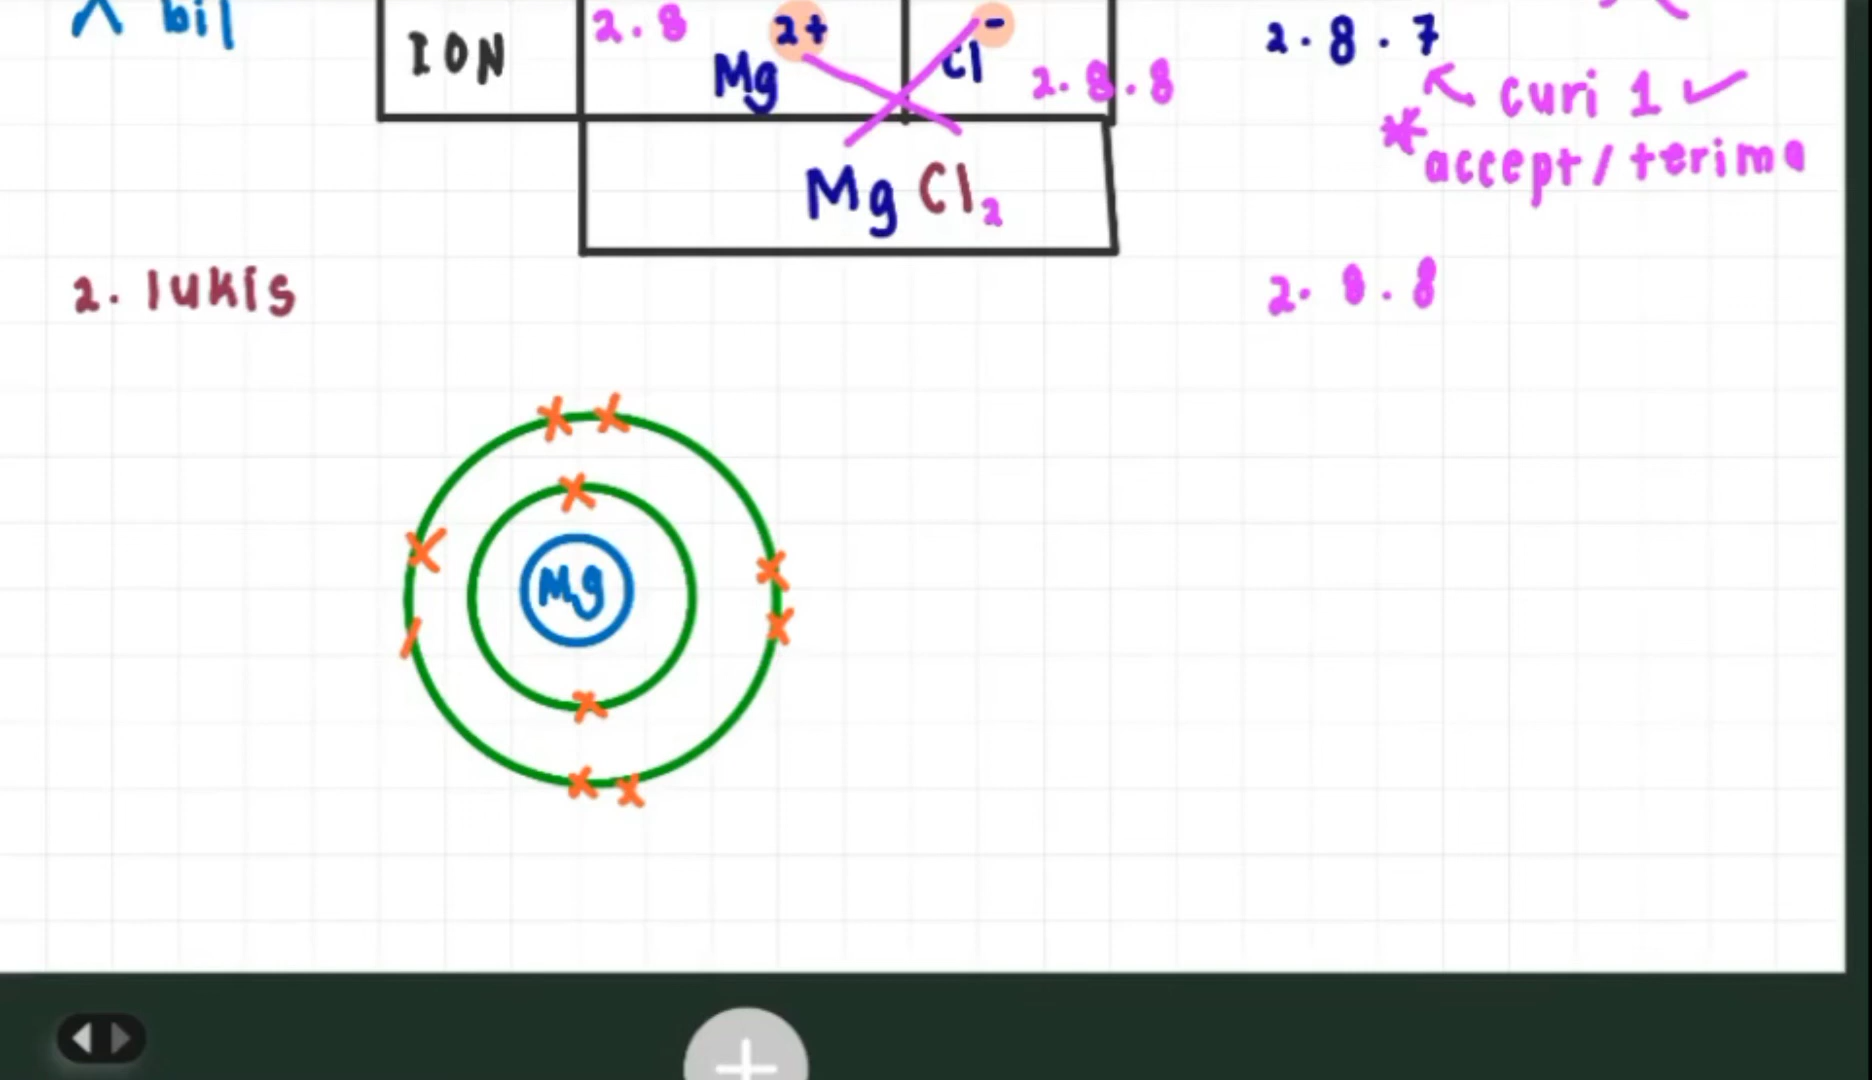 bil
ION
2.8
Mg2+
Cl-
2.8.8
2.8.7
curi 1
*
accept/terima
MgCl2
2. lukis
2.8.8
Mg